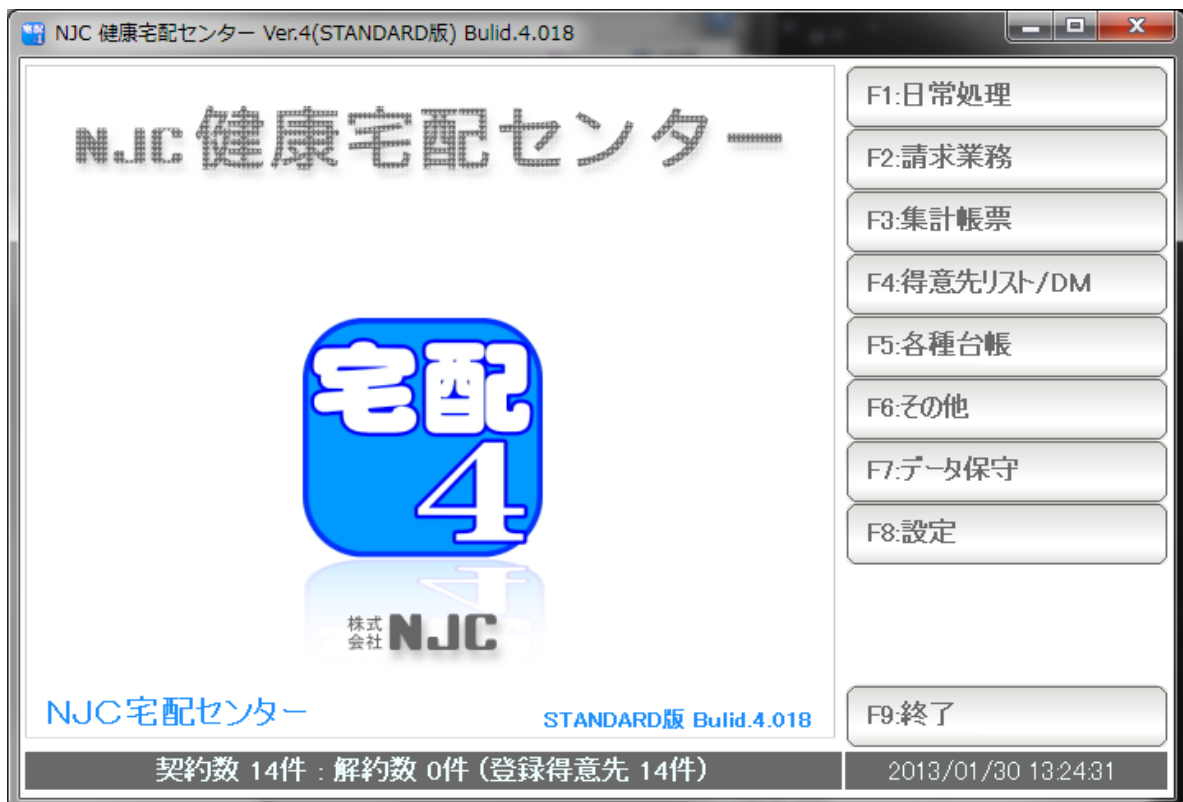 NJC 健康宅配センター Ver.4(STANDARD版) Bulid.4.018
NJC 健康宅配センター
宅配
4
株式
会社 NJC
NJC宅配センター
STANDARD版 Bulid.4.018
F1:日常処理
F2:請求業務
F3:集計帳票
F4:得意先リスト/DM
F5:各種台帳
F6:その他
F7:データ保守
F8:設定
F9:終了
契約数 14件 : 解約数 0件 (登録得意先 14件)
2013/01/30 13:24:31